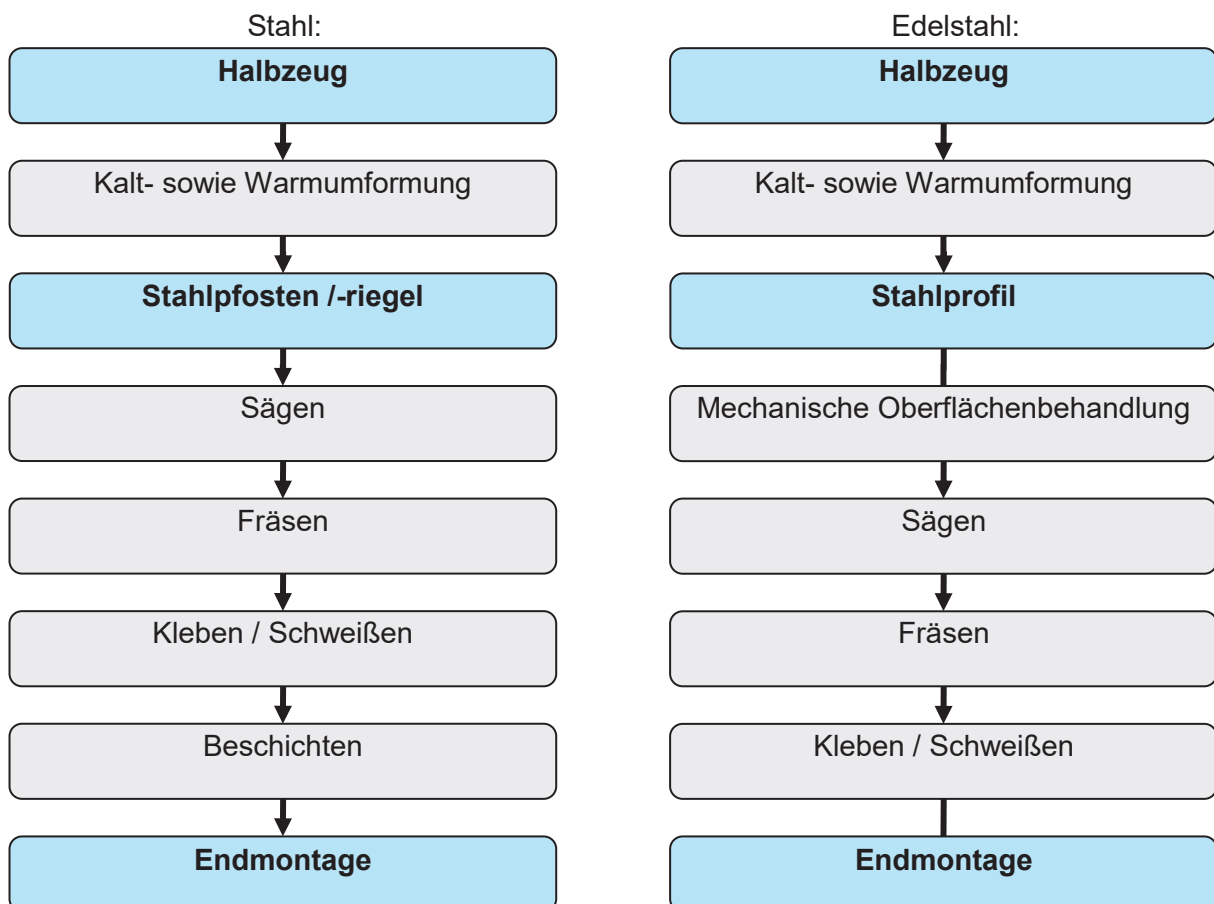 Stahl:
Halbzeug
Kalt- sowie Warmumformung
Stahlpfosten /-riegel
Sägen
Fräsen
Kleben / Schweißen
Beschichten
Endmontage
Edelstahl:
Halbzeug
Kalt- sowie Warmumformung
Stahlprofil
Mechanische Oberflächenbehandlung
Sägen
Fräsen
Kleben / Schweißen
Endmontage